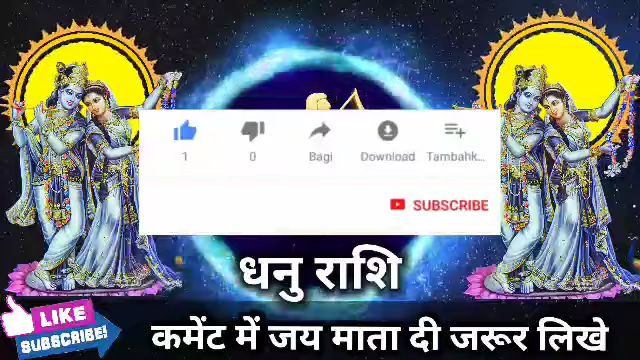 1 0 Bagi Download Tambahk...
SUBSCRIBE
धनु राशि
LIKE
SUBSCRIBE!
कमेंट में जय माता दी जरूर लिखे